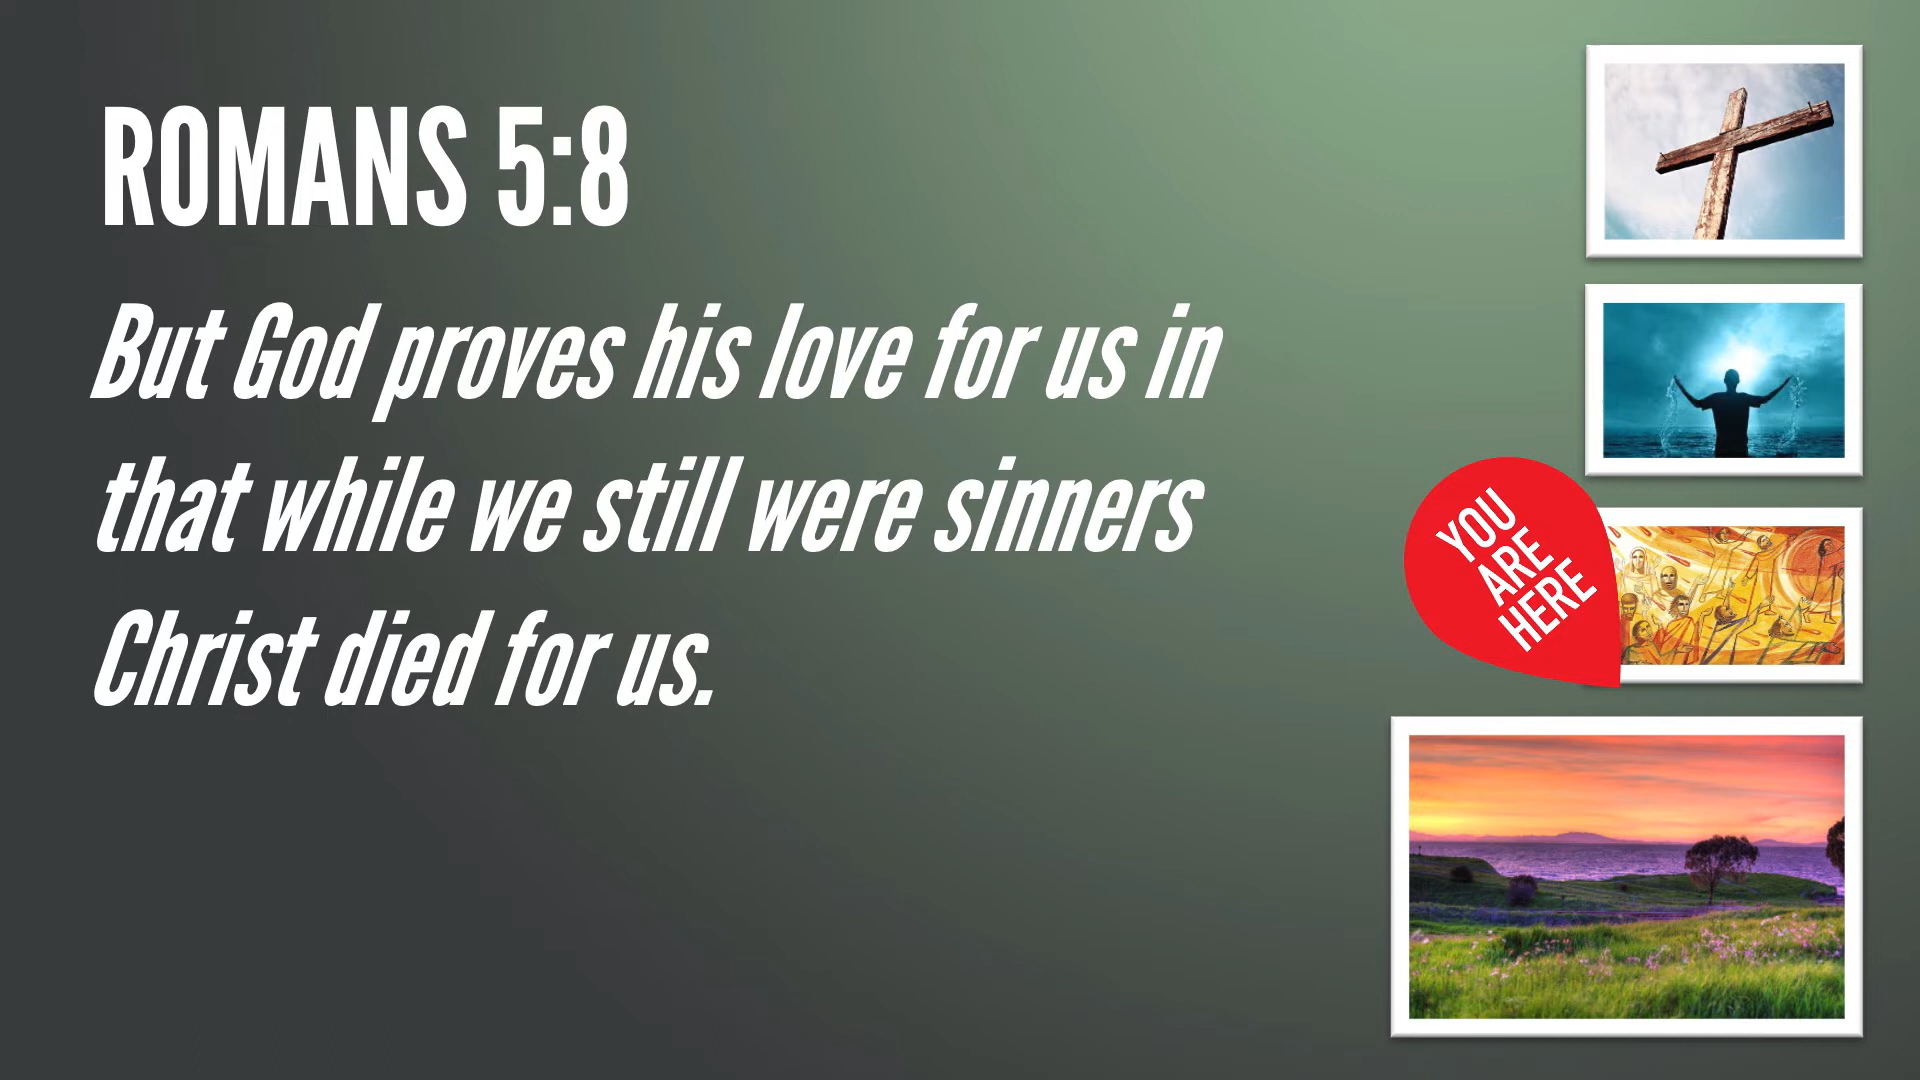 ROMANS 5:8
But God proves his love for us in
that while we still were sinners
Christ died for us.
YOU
ARE
HERE